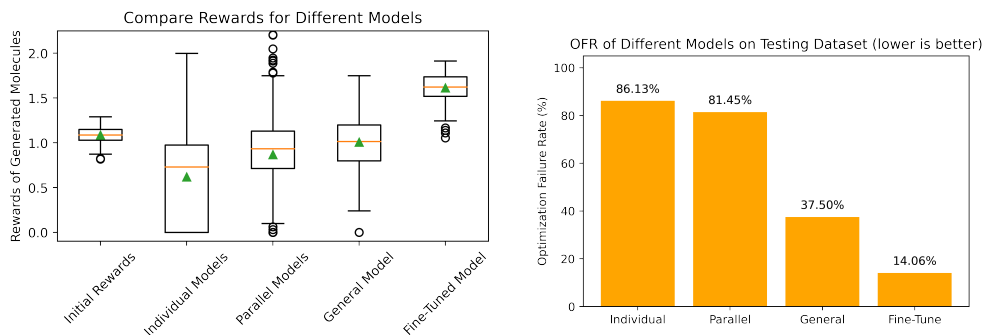 Compare Rewards for Different Models
Rewards of Generated Molecules
2.0
1.5
1.0
0.5
0.0
Initial Rewards
Individual Models
Parallel Models
General Model
Fine-Tuned Model
OFR of Different Models on Testing Dataset (lower is better)
Optimization Failure Rate (%)
100
80
60
40
20
0
86.13%
81.45%
37.50%
14.06%
Individual
Parallel
General
Fine-Tune